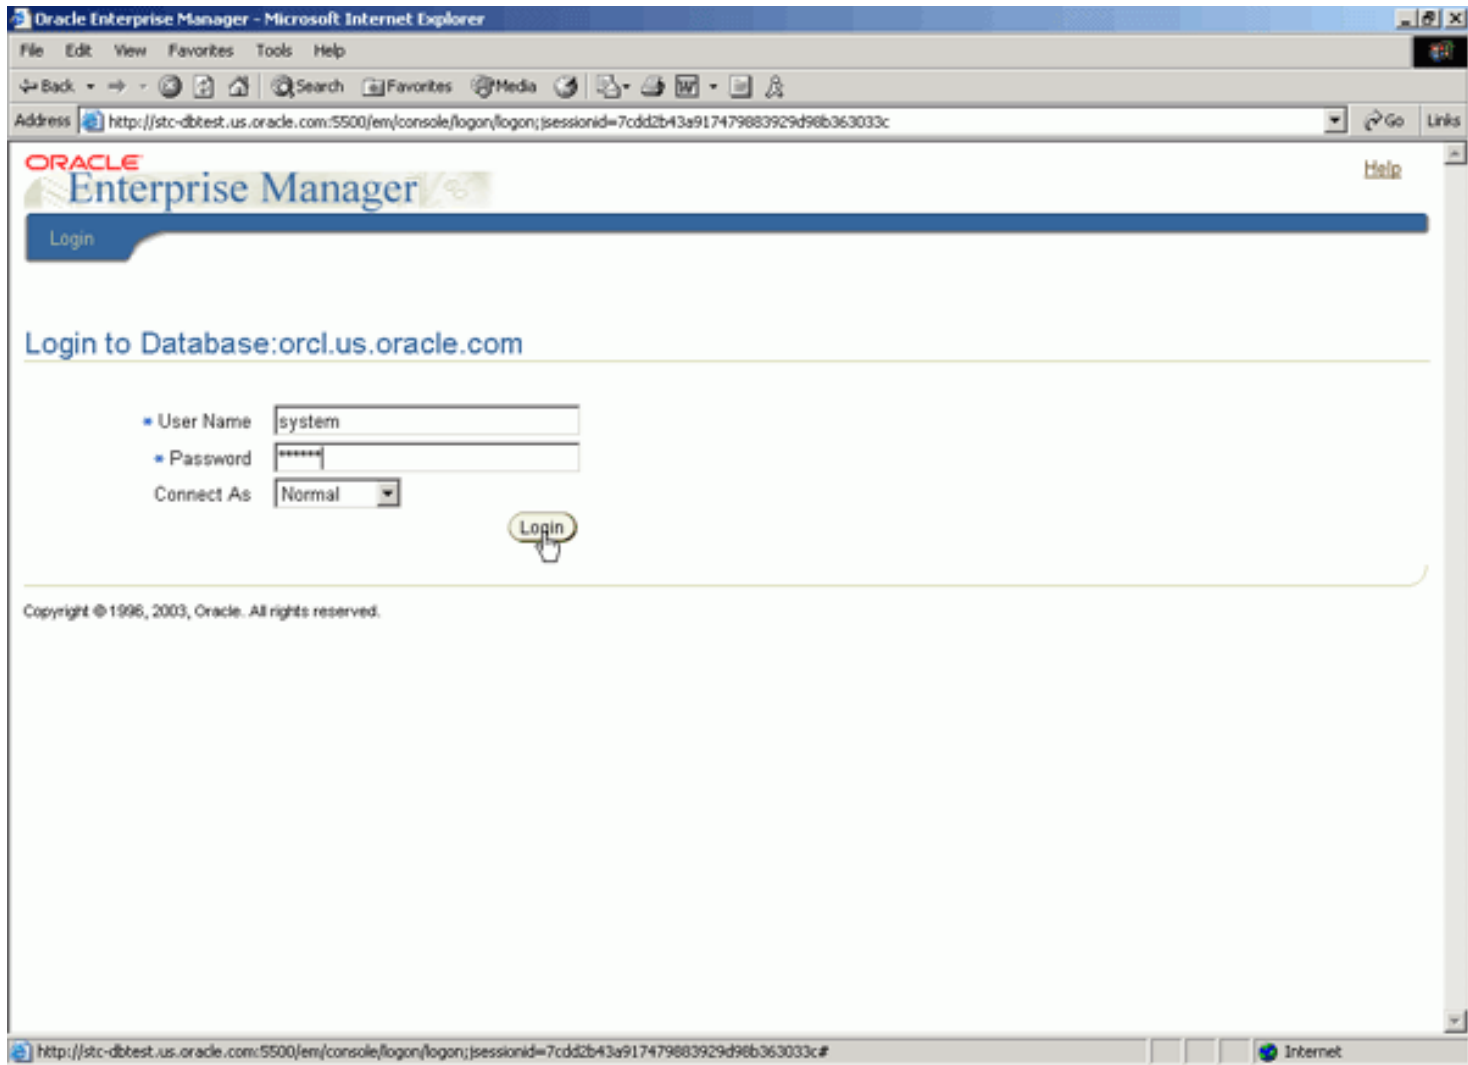 Oracle Enterprise Manager - Microsoft Internet Explorer
File Edit View Favorites Tools Help
Back Search Favorites Media W
Address http://stc-dbtest.us.oracle.com:5500/em/console/logon/logon;jsessionid=7cdd2b43a917479883929d98b363033c Go Links
ORACLE
Enterprise Manager
Help
Login
Login to Database:orcl.us.oracle.com
* User Name system
* Password ******
Connect As Normal
Login
Copyright © 1996, 2003, Oracle. All rights reserved.
http://stc-dbtest.us.oracle.com:5500/em/console/logon/logon;jsessionid=7cdd2b43a917479883929d98b363033c# Internet